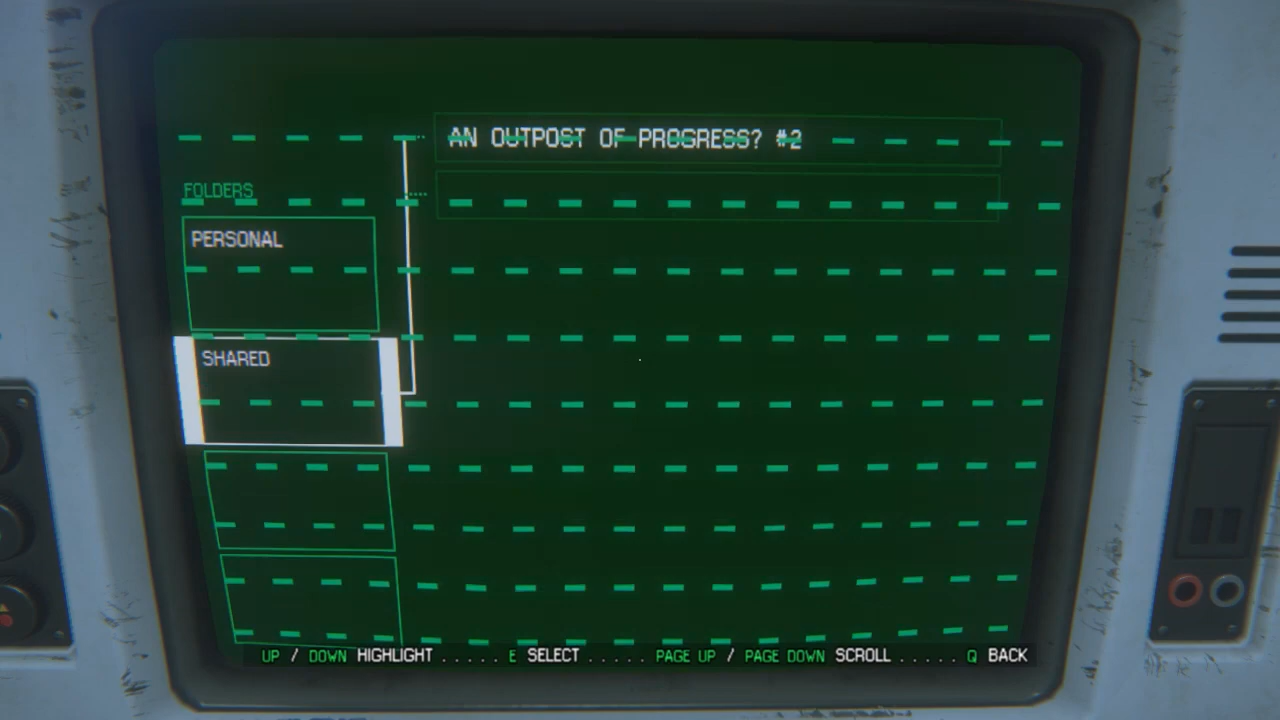 AN OUTPOST OF PROGRESS? #2
FOLDERS
PERSONAL
SHARED
UP / DOWN HIGHLIGHT ..... E SELECT ..... PAGE UP / PAGE DOWN SCROLL ..... Q BACK